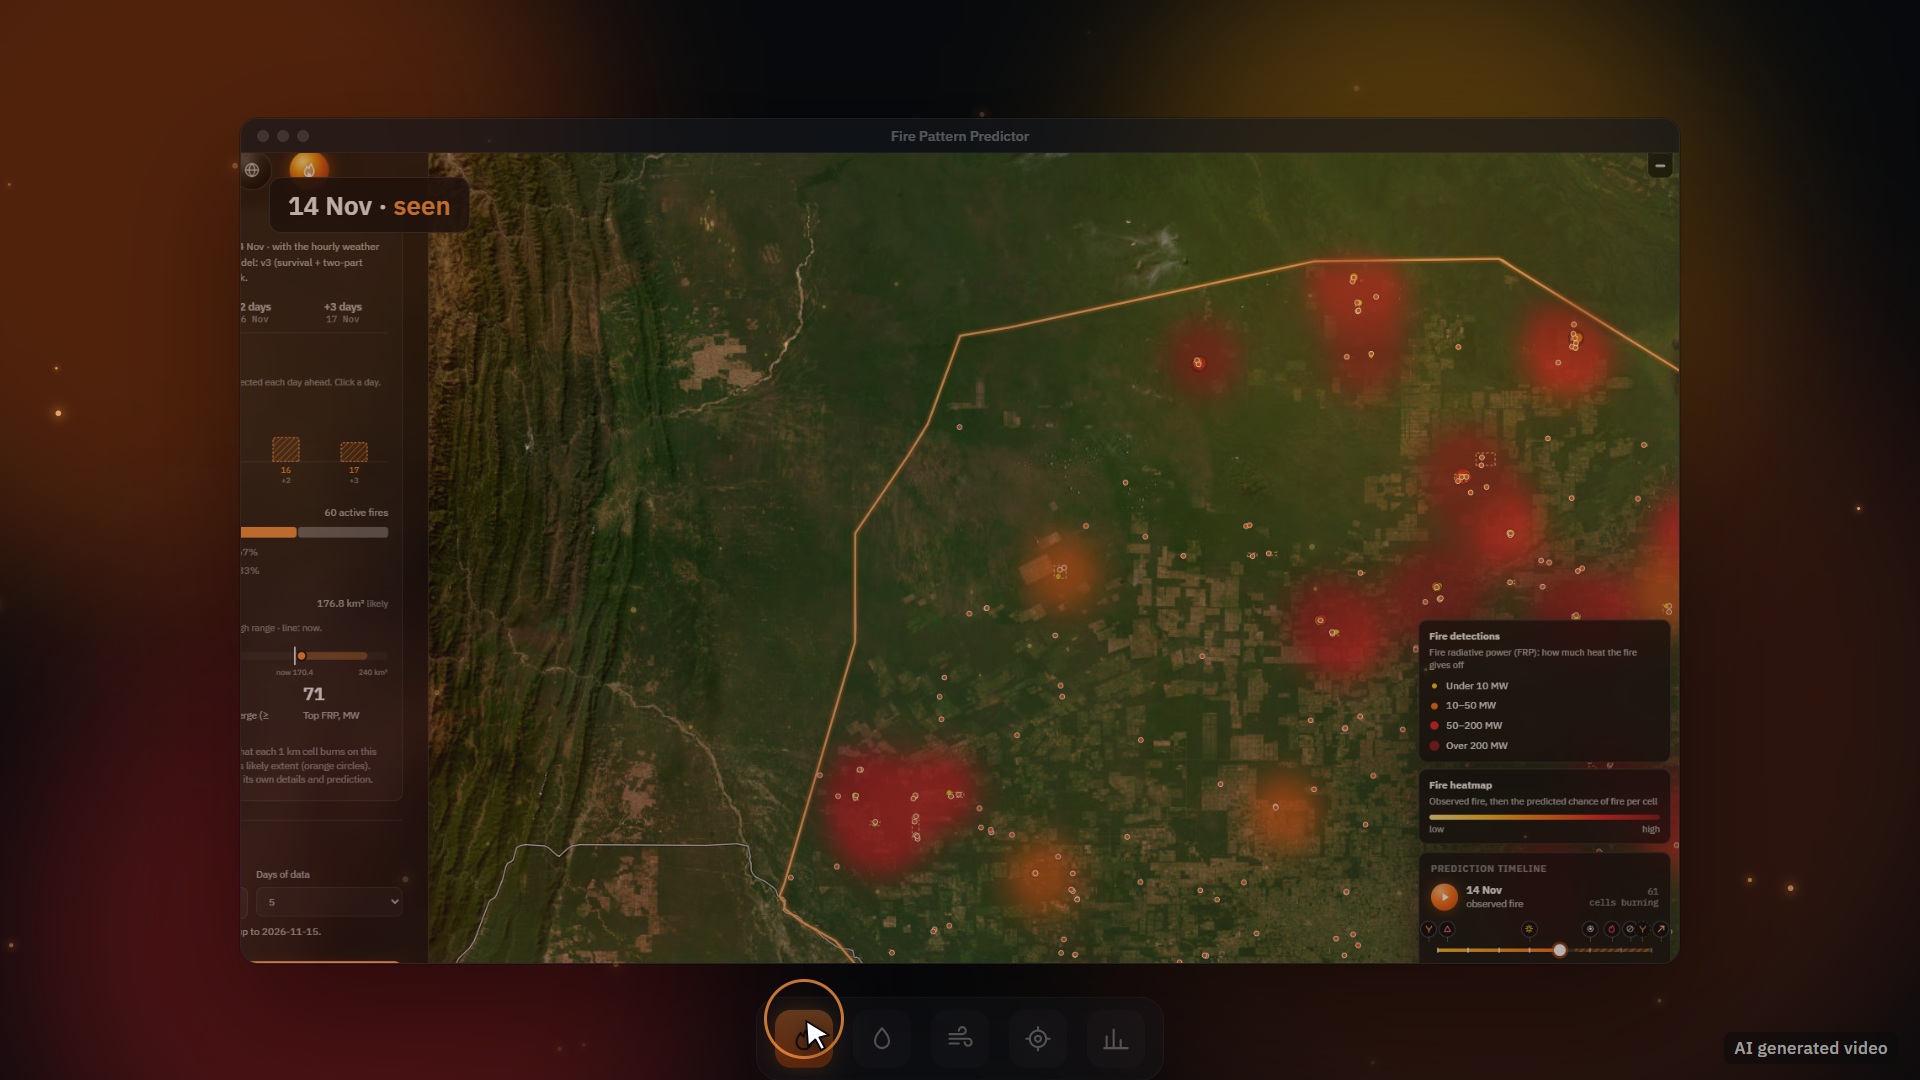 Fire Pattern Predictor
14 Nov · seen
4 Nov - with the hourly weather
del: v3 (survival + two-part
k.
2 days
+3 days
6 Nov
17 Nov
ected each day ahead. Click a day.
16
17
+2
+3
60 active fires
67%
33%
176.8 km² likely
gh range - line: now.
now 170.4
240 km²
71
erge (≥
Top FRP, MW
hat each 1 km cell burns on this
s likely extent (orange circles).
its own details and prediction.
Days of data
5
up to 2026-11-15.
Fire detections
Fire radiative power (FRP): how much heat the fire
gives off
Under 10 MW
10–50 MW
50–200 MW
Over 200 MW
Fire heatmap
Observed fire, then the predicted chance of fire per cell
low
high
PREDICTION TIMELINE
14 Nov
61
observed fire
cells burning
AI generated video